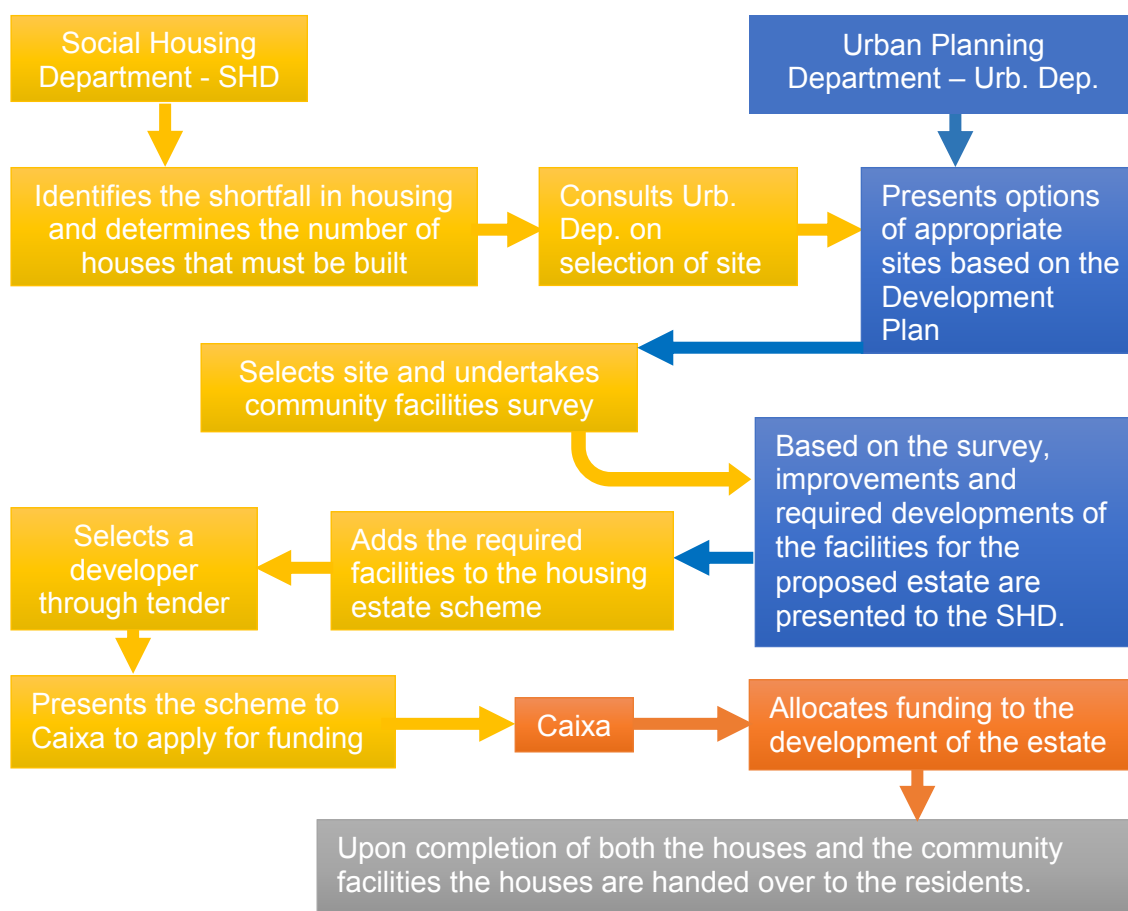 Social Housing
Department - SHD
Urban Planning
Department – Urb. Dep.
Identifies the shortfall in housing
and determines the number of
houses that must be built
Consults Urb.
Dep. on
selection of site
Presents options
of appropriate
sites based on the
Development
Plan
Selects site and undertakes
community facilities survey
Based on the survey,
improvements and
required developments of
the facilities for the
proposed estate are
presented to the SHD.
Adds the required
facilities to the housing
estate scheme
Selects a
developer
through tender
Presents the scheme to
Caixa to apply for funding
Caixa
Allocates funding to the
development of the estate
Upon completion of both the houses and the community
facilities the houses are handed over to the residents.